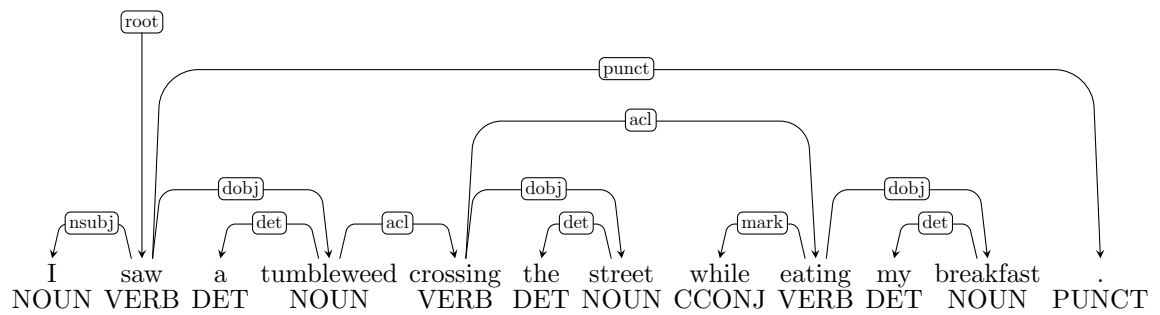 root
punct
acl
dobj dobj dobj
nsubj det acl det mark det
I saw a tumbleweed crossing the street while eating my breakfast .
NOUN VERB DET NOUN VERB DET NOUN CCONJ VERB DET NOUN PUNCT